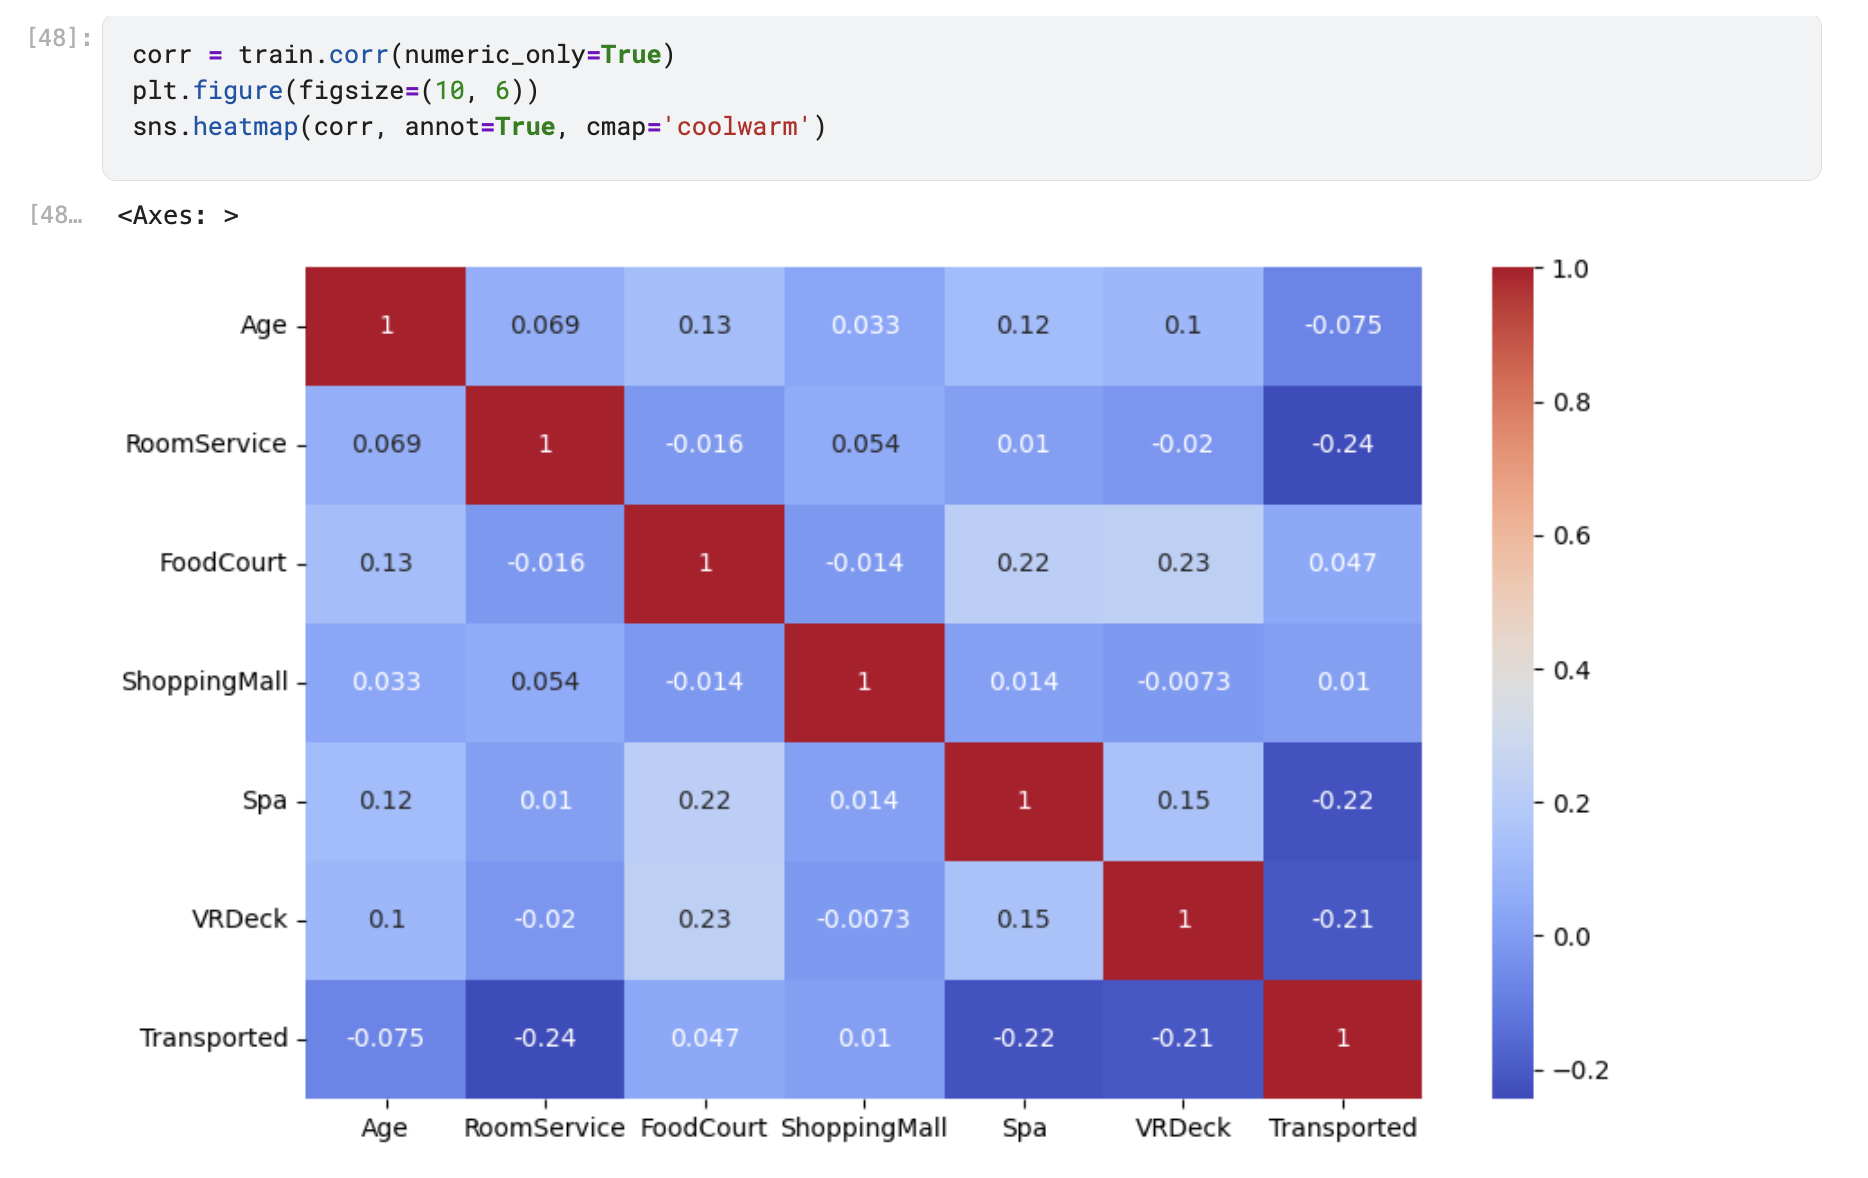 [48]:
corr = train.corr(numeric_only=True)
plt.figure(figsize=(10, 6))
sns.heatmap(corr, annot=True, cmap='coolwarm')
[48… <Axes: >
Age 1 0.069 0.13 0.033 0.12 0.1 -0.075
RoomService 0.069 1 -0.016 0.054 0.01 -0.02 -0.24
FoodCourt 0.13 -0.016 1 -0.014 0.22 0.23 0.047
ShoppingMall 0.033 0.054 -0.014 1 0.014 -0.0073 0.01
Spa 0.12 0.01 0.22 0.014 1 0.15 -0.22
VRDeck 0.1 -0.02 0.23 -0.0073 0.15 1 -0.21
Transported -0.075 -0.24 0.047 0.01 -0.22 -0.21 1
Age RoomService FoodCourt ShoppingMall Spa VRDeck Transported
1.0
0.8
0.6
0.4
0.2
0.0
−0.2